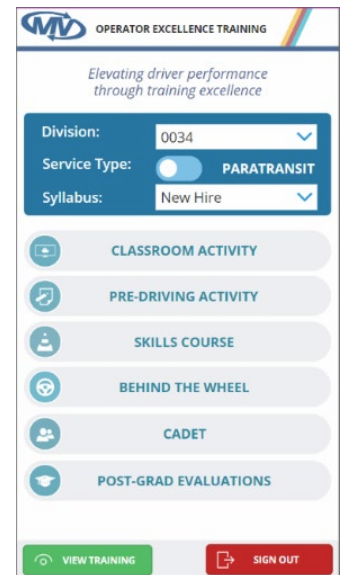 MV OPERATOR EXCELLENCE TRAINING
Elevating driver performance
through training excellence
Division: 0034
Service Type: PARATRANSIT
Syllabus: New Hire
CLASSROOM ACTIVITY
PRE-DRIVING ACTIVITY
SKILLS COURSE
BEHIND THE WHEEL
CADET
POST-GRAD EVALUATIONS
VIEW TRAINING SIGN OUT